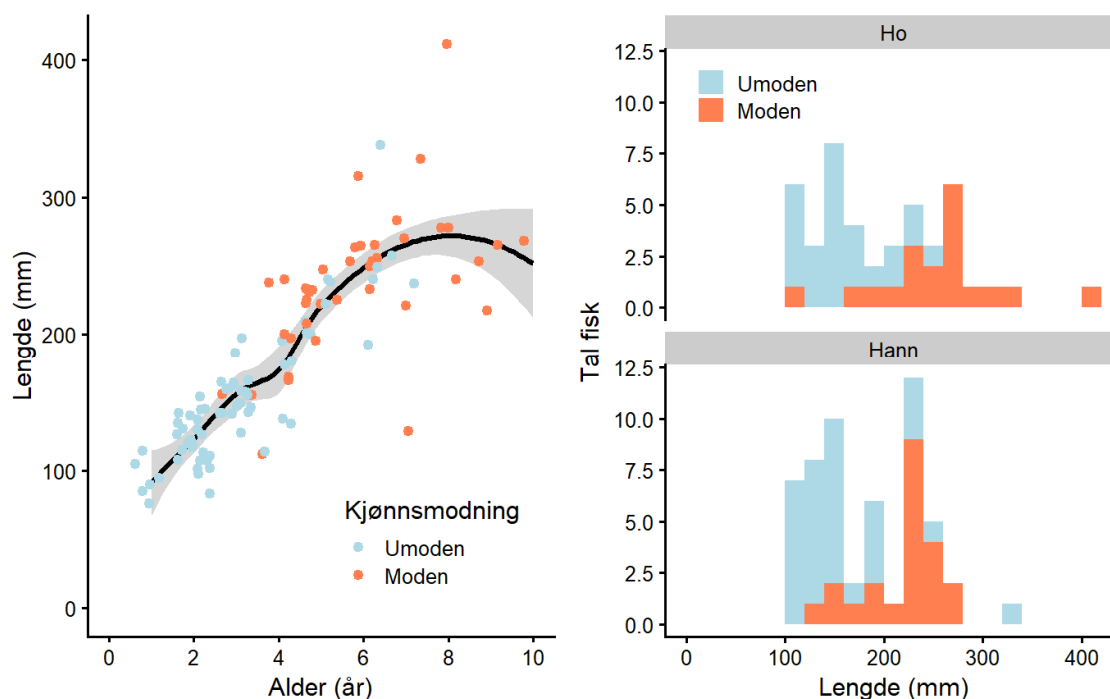 400
300
200
100
0
Lengde (mm)
Kjønnsmodning
Umoden
Moden
0 2 4 6 8 10
Alder (år)
Ho
12.5
10.0
7.5
5.0
2.5
0.0
Umoden
Moden
Tal fisk
Hann
12.5
10.0
7.5
5.0
2.5
0.0
0 100 200 300 400
Lengde (mm)